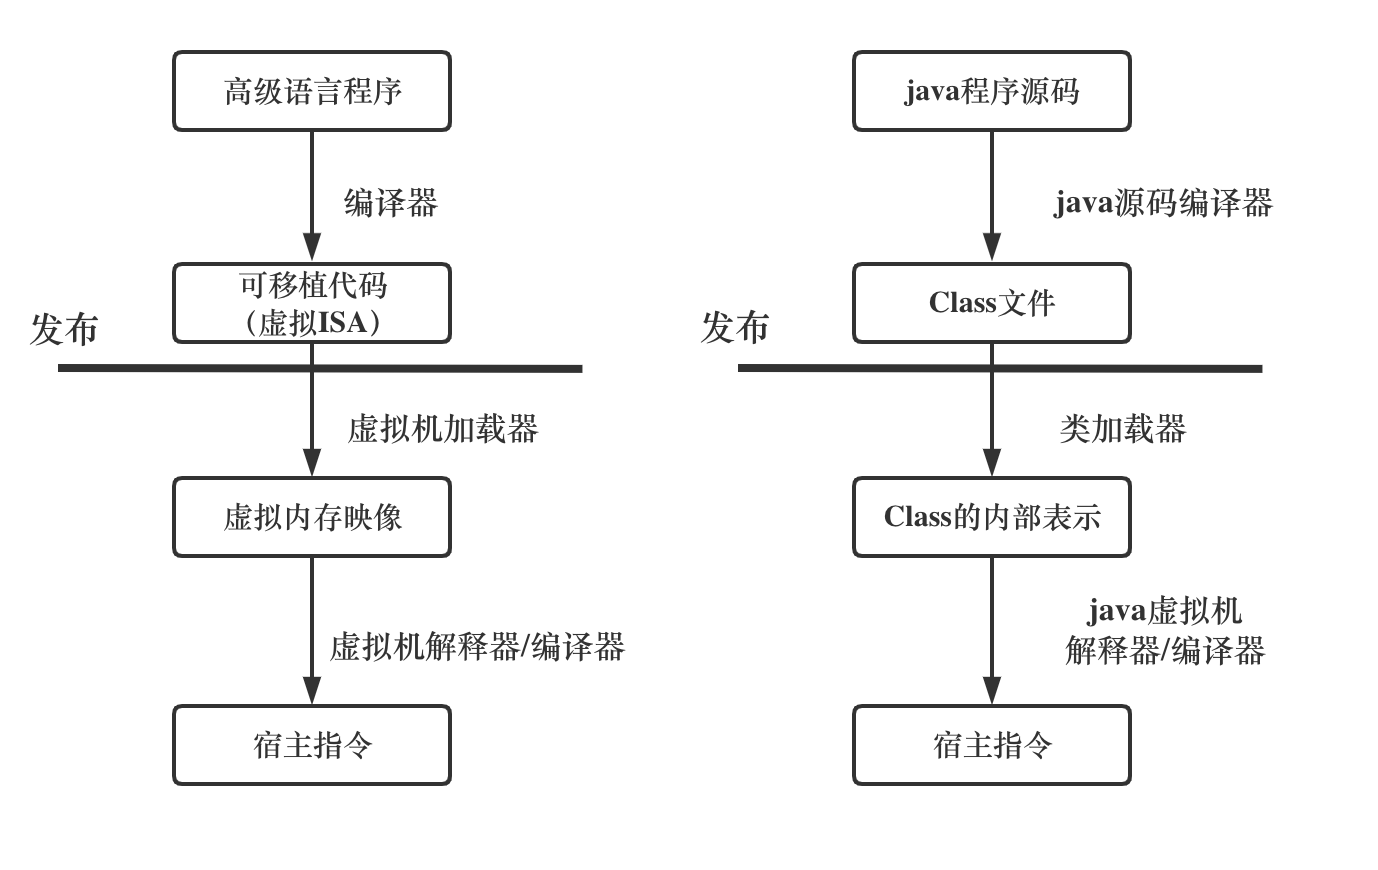 高级语言程序
编译器
可移植代码
（虚拟ISA）
发布
虚拟机加载器
虚拟内存映像
虚拟机解释器/编译器
宿主指令
java程序源码
java源码编译器
Class文件
发布
类加载器
Class的内部表示
java虚拟机
解释器/编译器
宿主指令